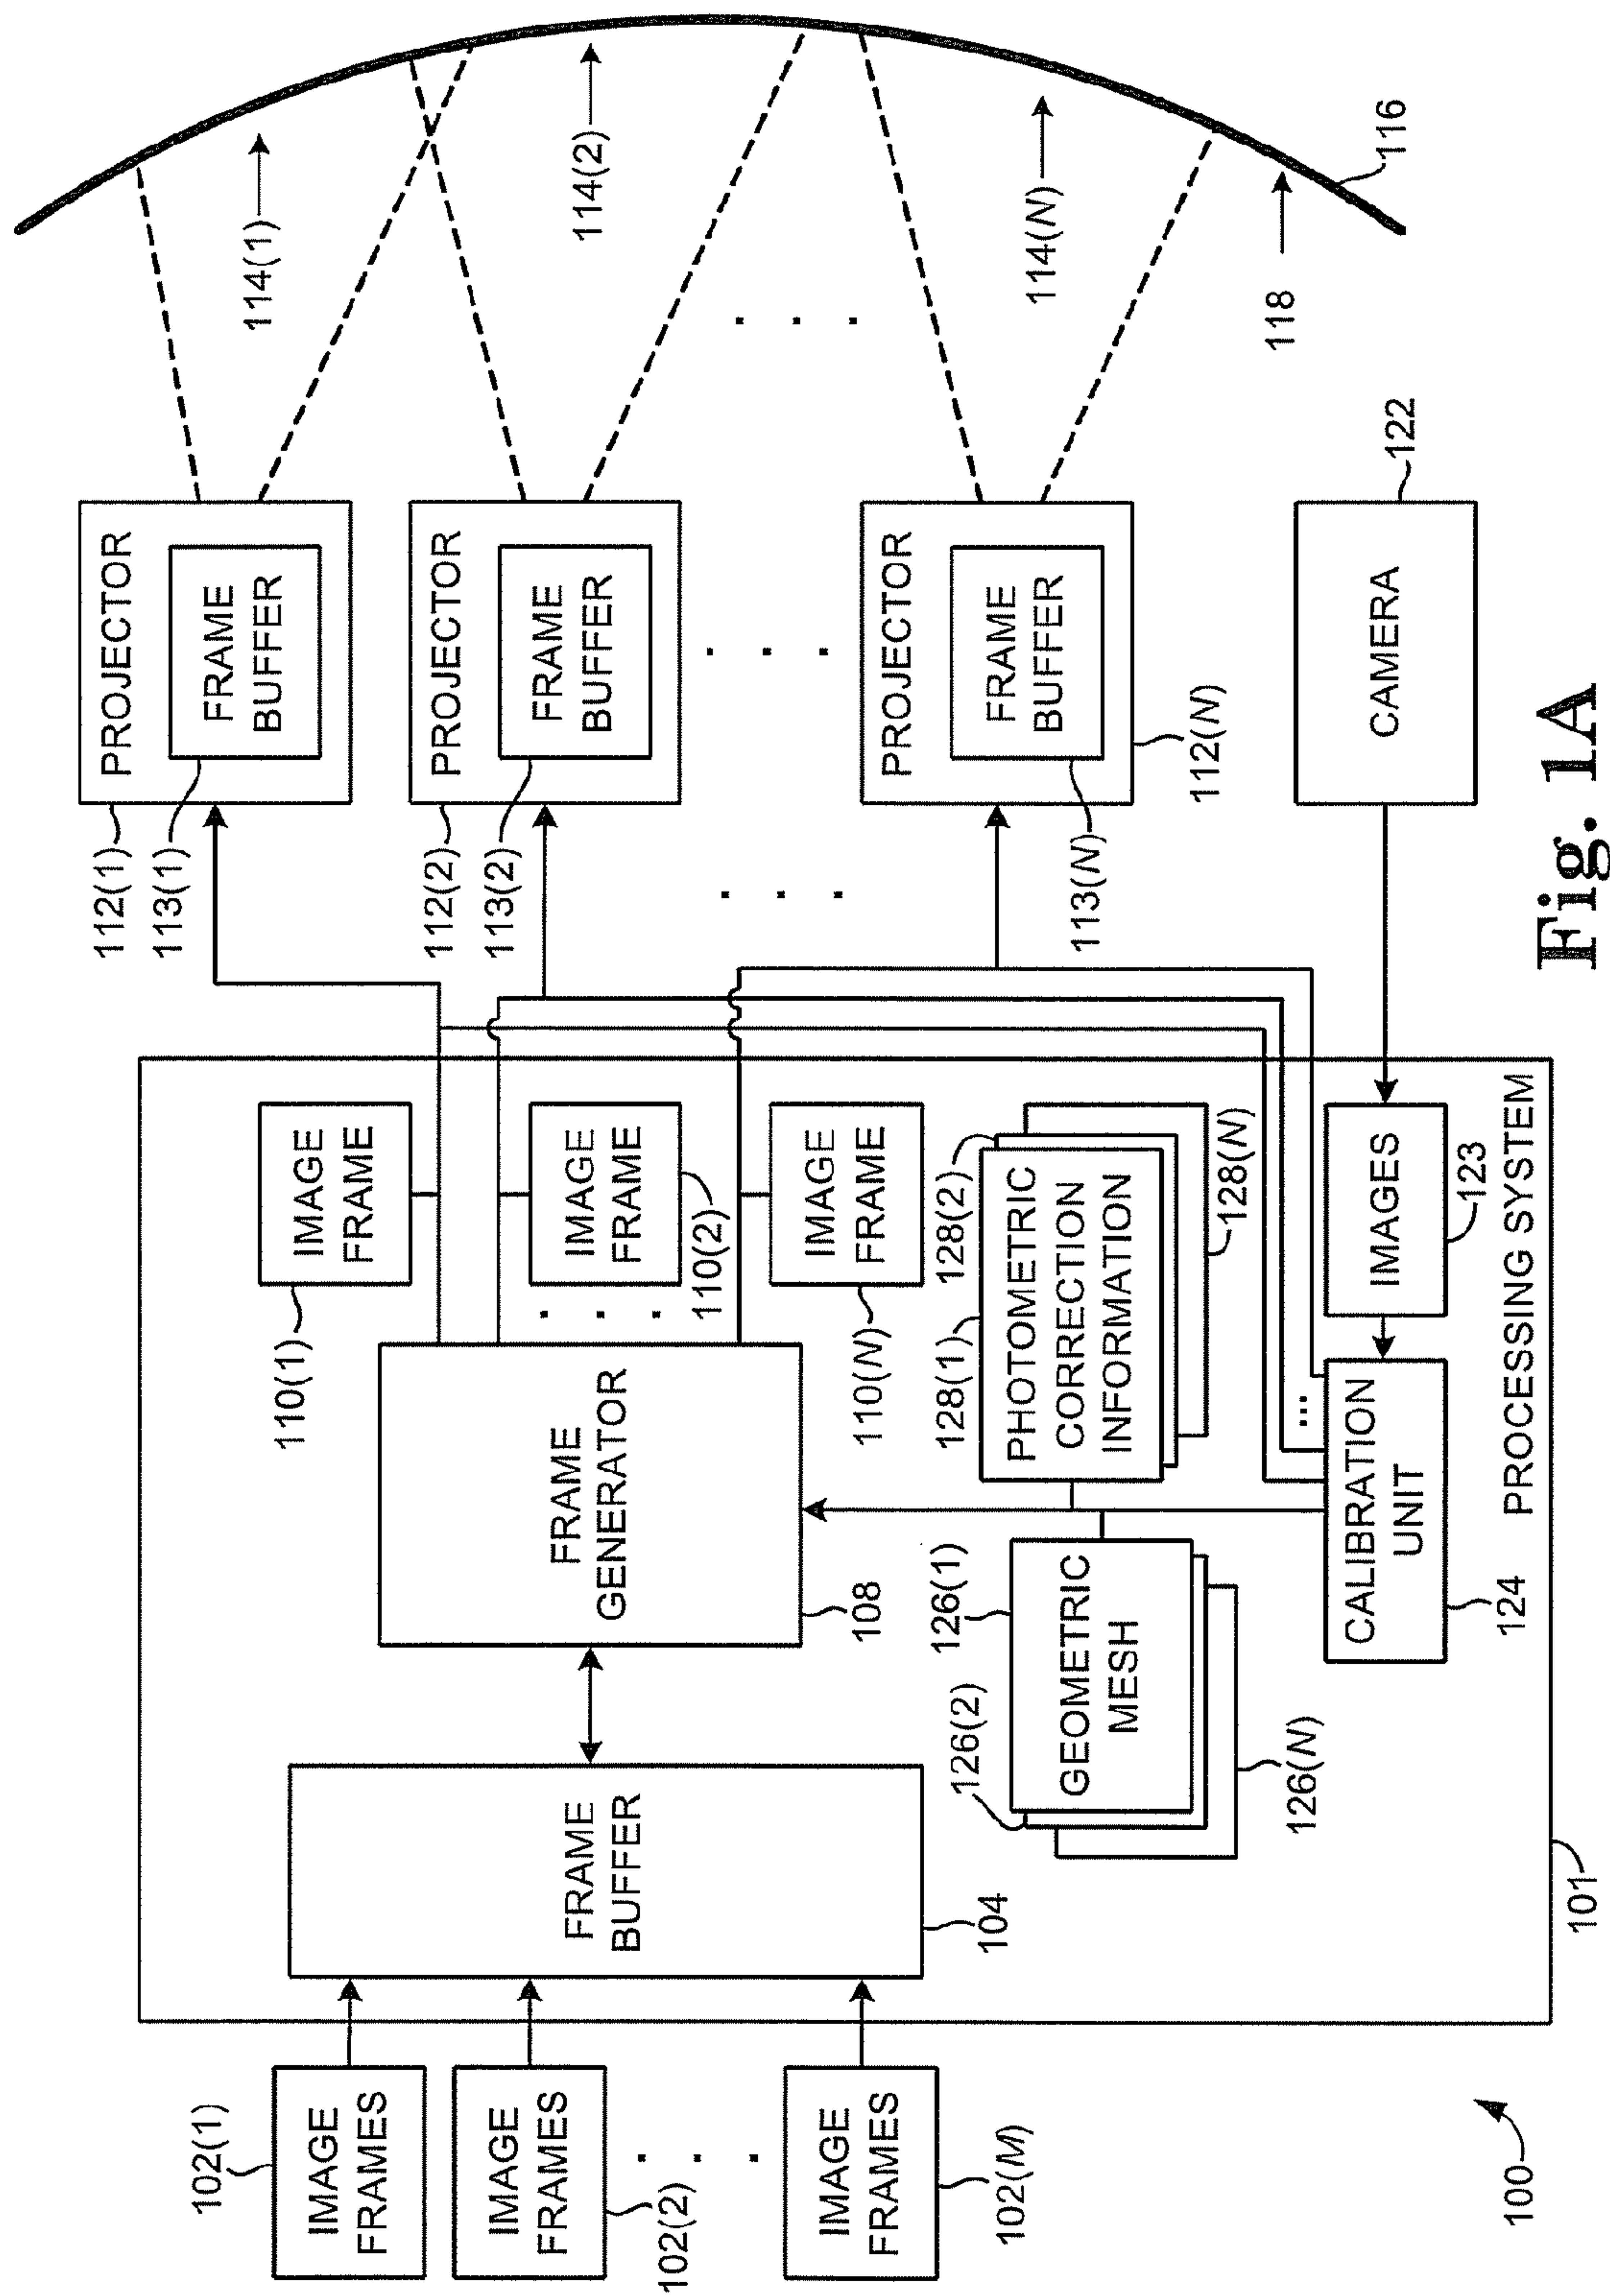 102(1)
IMAGE
FRAMES
IMAGE
FRAMES
102(2)
IMAGE
FRAMES
102(M)
100
FRAME
BUFFER
104
FRAME
GENERATOR
108
110(1)
IMAGE
FRAME
IMAGE
FRAME
110(2)
IMAGE
FRAME
110(N)
126(2)
126(1)
GEOMETRIC
MESH
126(N)
128(1)
128(2)
PHOTOMETRIC
CORRECTION
INFORMATION
128(N)
CALIBRATION
UNIT
124
...
IMAGES
123
PROCESSING SYSTEM
101
112(1)
113(1)
PROJECTOR
FRAME
BUFFER
112(2)
113(2)
PROJECTOR
FRAME
BUFFER
PROJECTOR
FRAME
BUFFER
113(N)
112(N)
CAMERA
122
114(1)
114(2)
114(N)
118
116
Fig. 1A